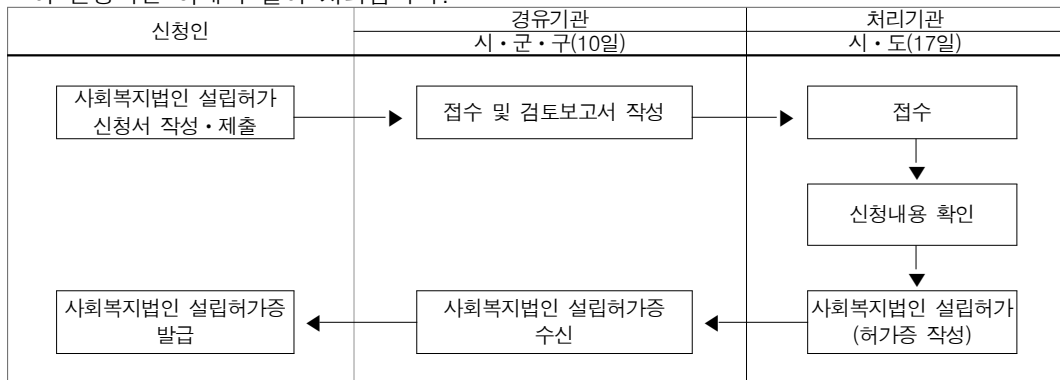 신청인
경유기관
시・군・구(10일)
처리기관
시・도(17일)
사회복지법인 설립허가
신청서 작성・제출
접수 및 검토보고서 작성
접수
신청내용 확인
사회복지법인 설립허가증
발급
사회복지법인 설립허가증
수신
사회복지법인 설립허가
(허가증 작성)